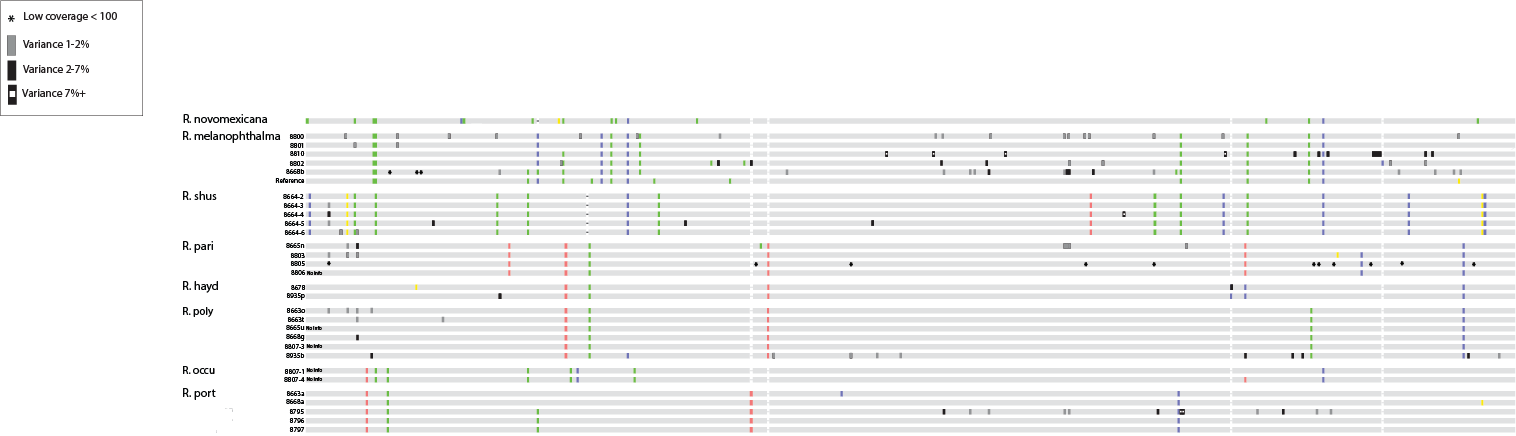 * Low coverage < 100
Variance 1-2%
Variance 2-7%
Variance 7%+
R. novomexicana
R. melanophthalma 8800
8801
8810
8802
8668b
Reference
R. shus 8664-2
8664-3
8664-4
8664-5
8664-6
R. pari 8665n
8803
8805
8806 No Info
R. hayd 8678
8935p
R. poly 8663o
8663t
8665u No Info
8668g
8807-3 No Info
8935b
R. occu 8807-1 No Info
8807-4 No Info
R. port 8663a
8668a
8795
8796
8797